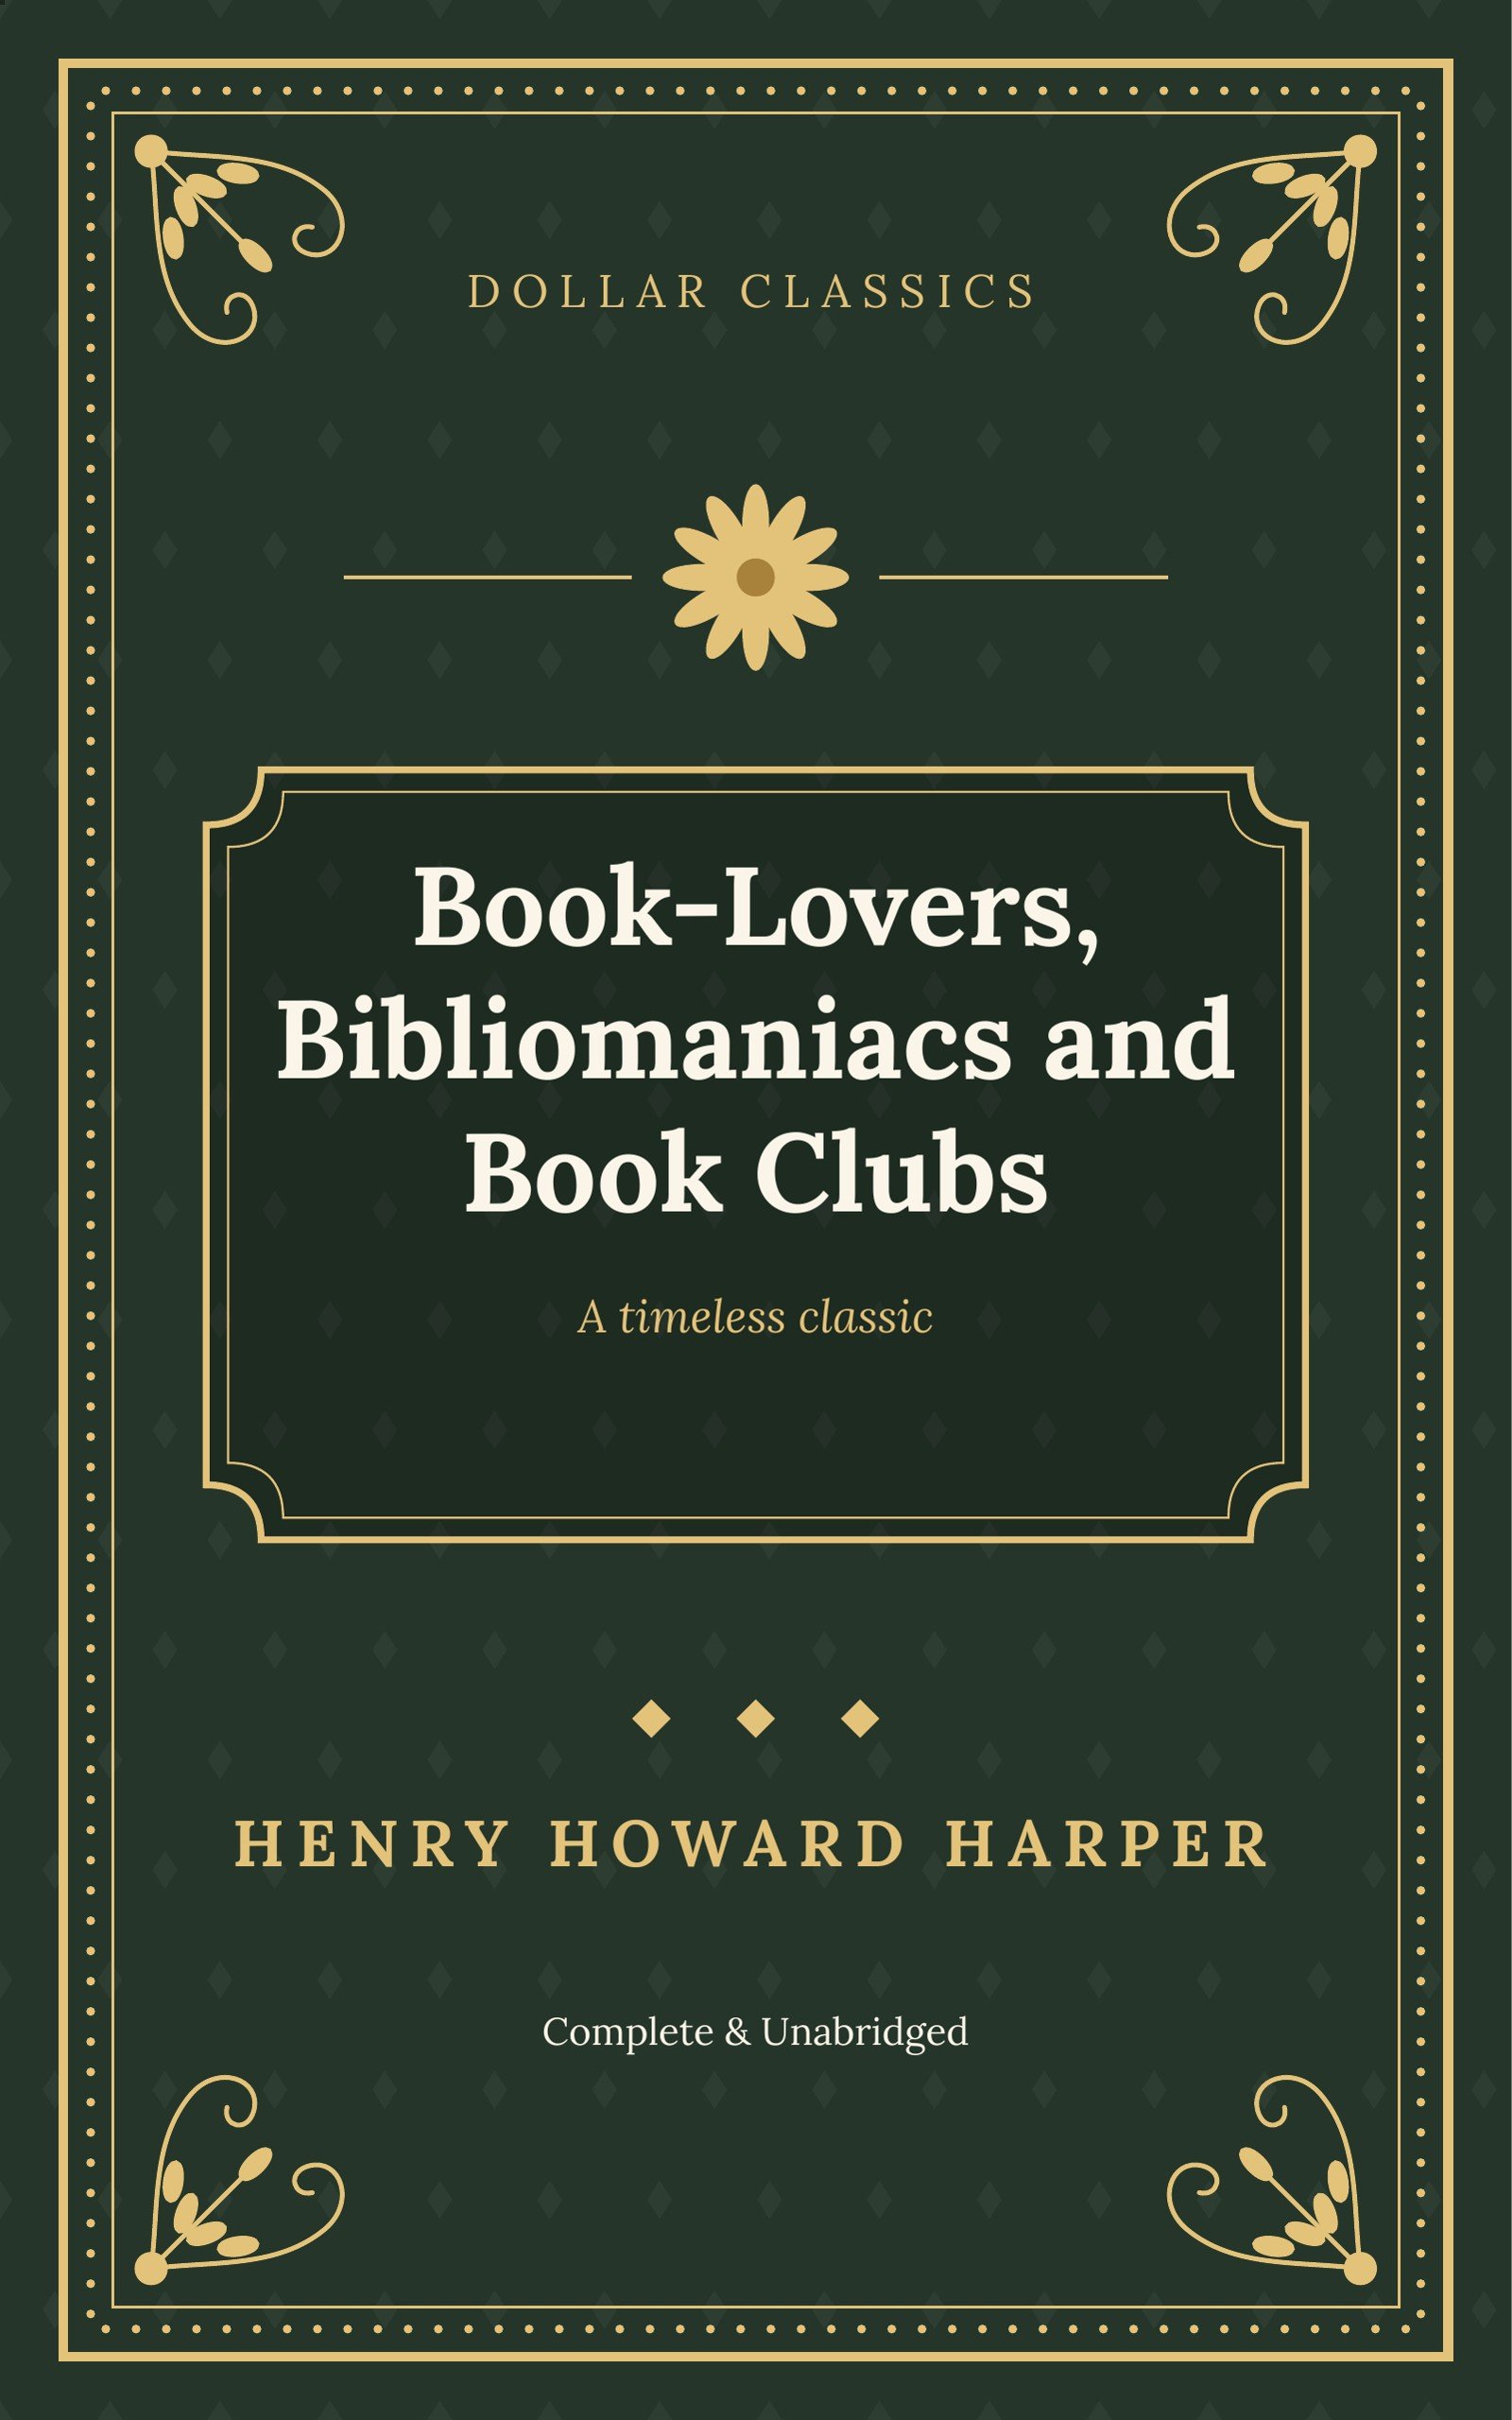 DOLLAR CLASSICS
Book-Lovers,
Bibliomaniacs and
Book Clubs
A timeless classic
HENRY HOWARD HARPER
Complete & Unabridged